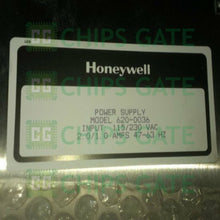 CHIPS GATE
Honeywell
POWER SUPPLY
MODEL 620-0036
INPUT: 115/230 VAC
2.0/1.0 AMPS 47-63 HZ